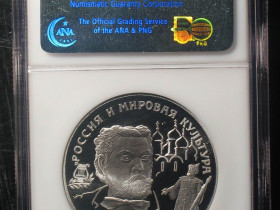 Numismatic Guaranty Corporation
The Official Grading Service
of the ANA & PNG
ANA
PNG
РОССИЯ И МИРОВАЯ КУЛЬТУРА